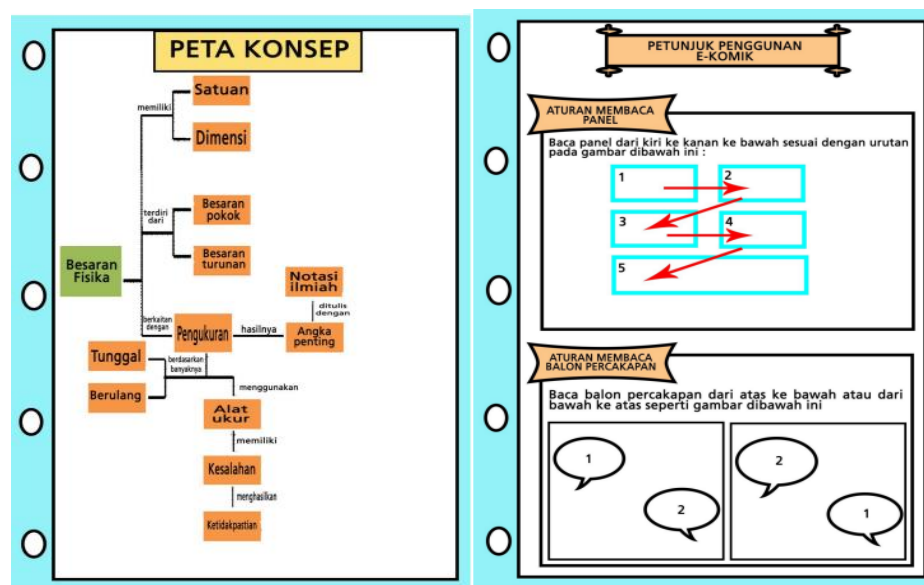 PETA KONSEP
Satuan
memiliki
Dimensi
Besaran
pokok
terdiri
dari
Besaran
turunan
Besaran
Fisika
Notasi
ilmiah
ditulis
dengan
berkaitan
dengan
Pengukuran
hasilnya
Angka
penting
Tunggal
berdasarkan
banyaknya
Berulang
menggunakan
Alat
ukur
memiliki
Kesalahan
menghasilkan
Ketidakpastian
PETUNJUK PENGGUNAN
E-KOMIK
ATURAN MEMBACA
PANEL
Baca panel dari kiri ke kanan ke bawah sesuai dengan urutan
pada gambar dibawah ini :
1
2
3
4
5
ATURAN MEMBACA
BALON PERCAKAPAN
Baca balon percakapan dari atas ke bawah atau dari
bawah ke atas seperti gambar dibawah ini
1
2
2
1